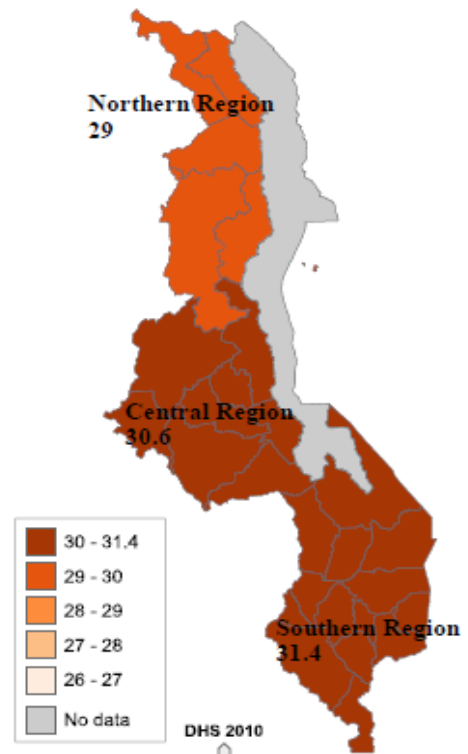 Northern Region
29
Central Region
30.6
Southern Region
31.4
30 - 31.4
29 - 30
28 - 29
27 - 28
26 - 27
No data
DHS 2010